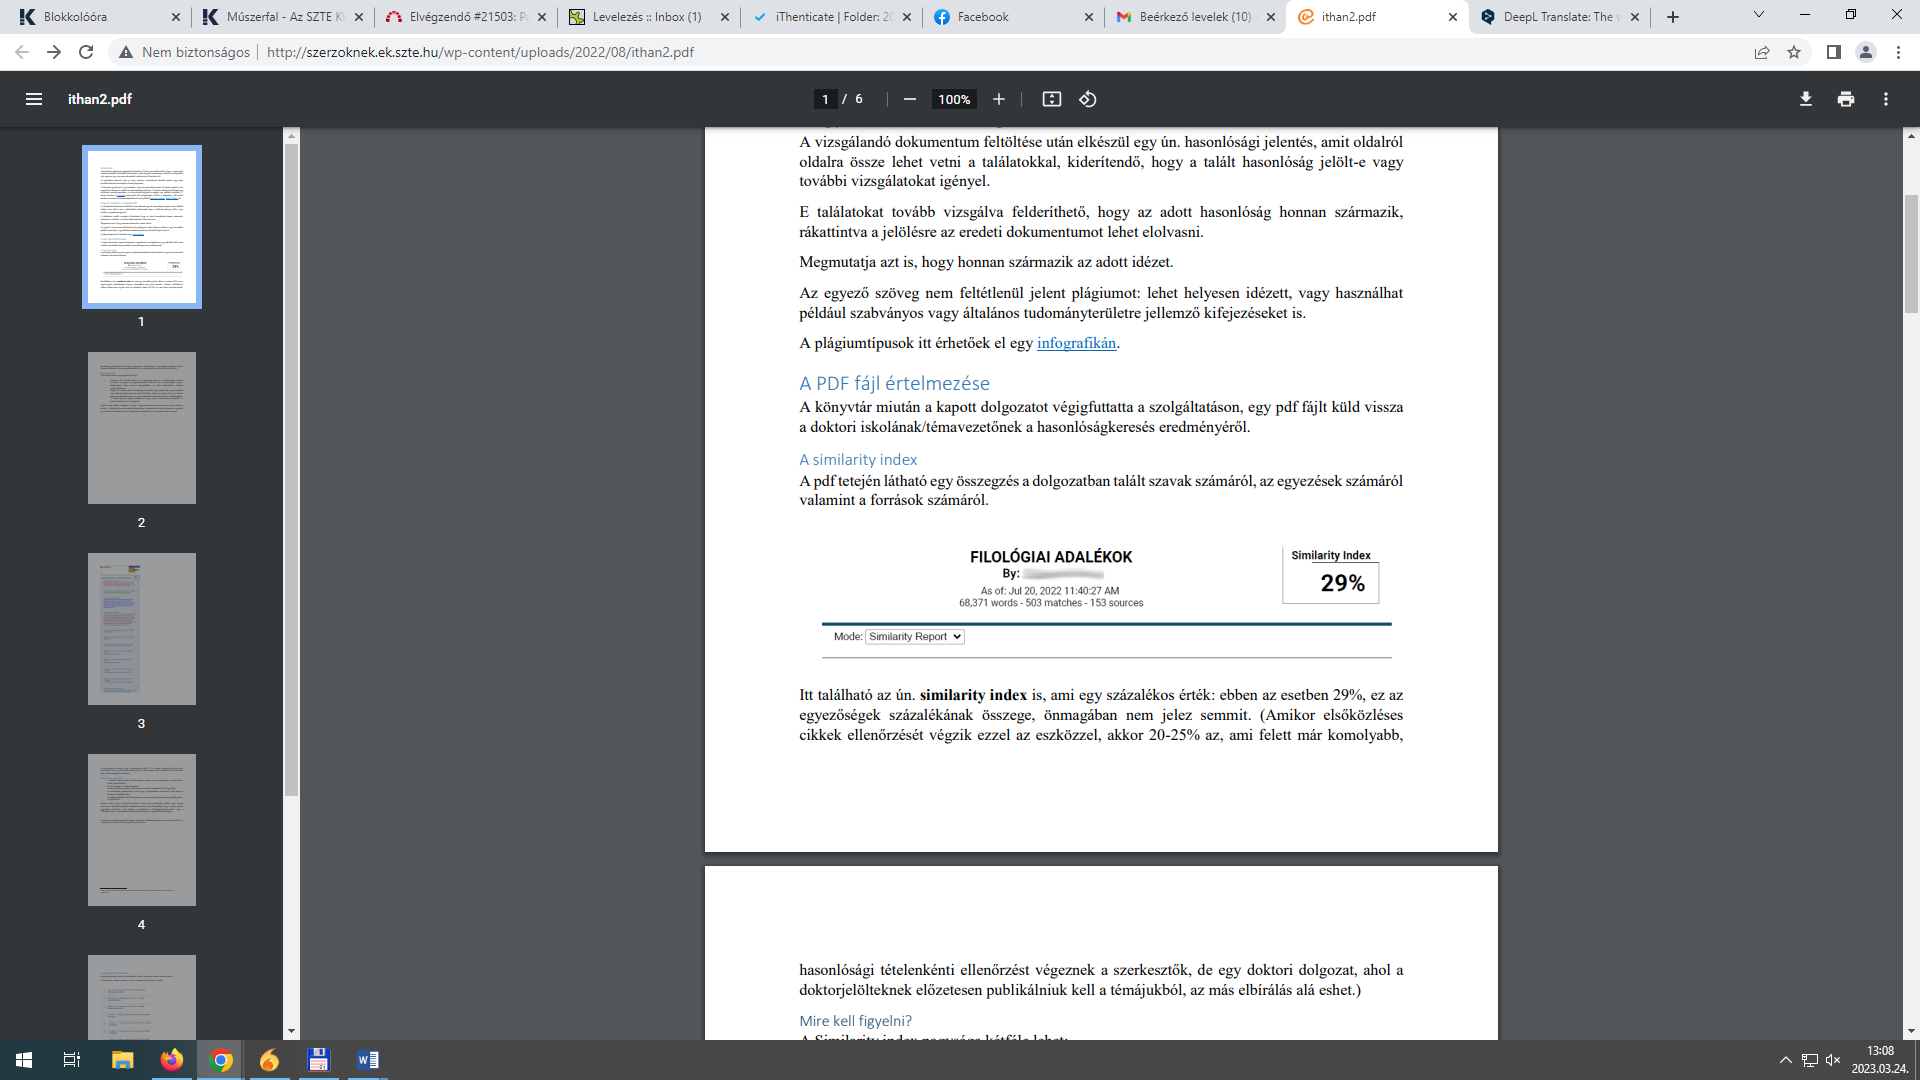 Blokkolóóra
Műszerfal - Az SZTE Kl
Elvégzendő #21503: P
Levelezés :: Inbox (1)
iThenticate | Folder: 20
Facebook
Beérkező levelek (10)
ithan2.pdf
DeepL Translate: The w
Nem biztonságos
http://szerzoknek.ek.szte.hu/wp-content/uploads/2022/08/ithan2.pdf
ithan2.pdf
1 / 6
100%
A vizsgálandó dokumentum feltöltése után elkészül egy ún. hasonlósági jelentés, amit oldalról
oldalra össze lehet vetni a találatokkal, kiderítendő, hogy a talált hasonlóság jelölt-e vagy
további vizsgálatokat igényel.
E találatokat tovább vizsgálva felderíthető, hogy az adott hasonlóság honnan származik,
rákattintva a jelölésre az eredeti dokumentumot lehet elolvasni.
Megmutatja azt is, hogy honnan származik az adott idézet.
Az egyező szöveg nem feltétlenül jelent plágiumot: lehet helyesen idézett, vagy használhat
például szabványos vagy általános tudományterületre jellemző kifejezéseket is.
A plágiumtípusok itt érhetőek el egy infografikán.
A PDF fájl értelmezése
A könyvtár miután a kapott dolgozatot végigfuttatta a szolgáltatáson, egy pdf fájlt küld vissza
a doktori iskolának/témavezetőnek a hasonlóságkeresés eredményéről.
A similarity index
A pdf tetején látható egy összegzés a dolgozatban talált szavak számáról, az egyezések számáról
valamint a források számáról.
FILOLÓGIAI ADALÉKOK
By:
As of: Jul 20, 2022 11:40:27 AM
68,371 words - 503 matches - 153 sources
Similarity Index
29%
Mode: Similarity Report
Itt található az ún. similarity index is, ami egy százalékos érték: ebben az esetben 29%, ez az
egyezőségek százalékának összege, önmagában nem jelez semmit. (Amikor elsőközléses
cikkek ellenőrzését végzik ezzel az eszközzel, akkor 20-25% az, ami felett már komolyabb,
hasonlósági tételenkénti ellenőrzést végeznek a szerkesztők, de egy doktori dolgozat, ahol a
doktorjelölteknek előzetesen publikálniuk kell a témájukból, az más elbírálás alá eshet.)
Mire kell figyelni?
A Similarity index nagysága kétféle lehet:
1
2
3
4
13:08
2023.03.24.